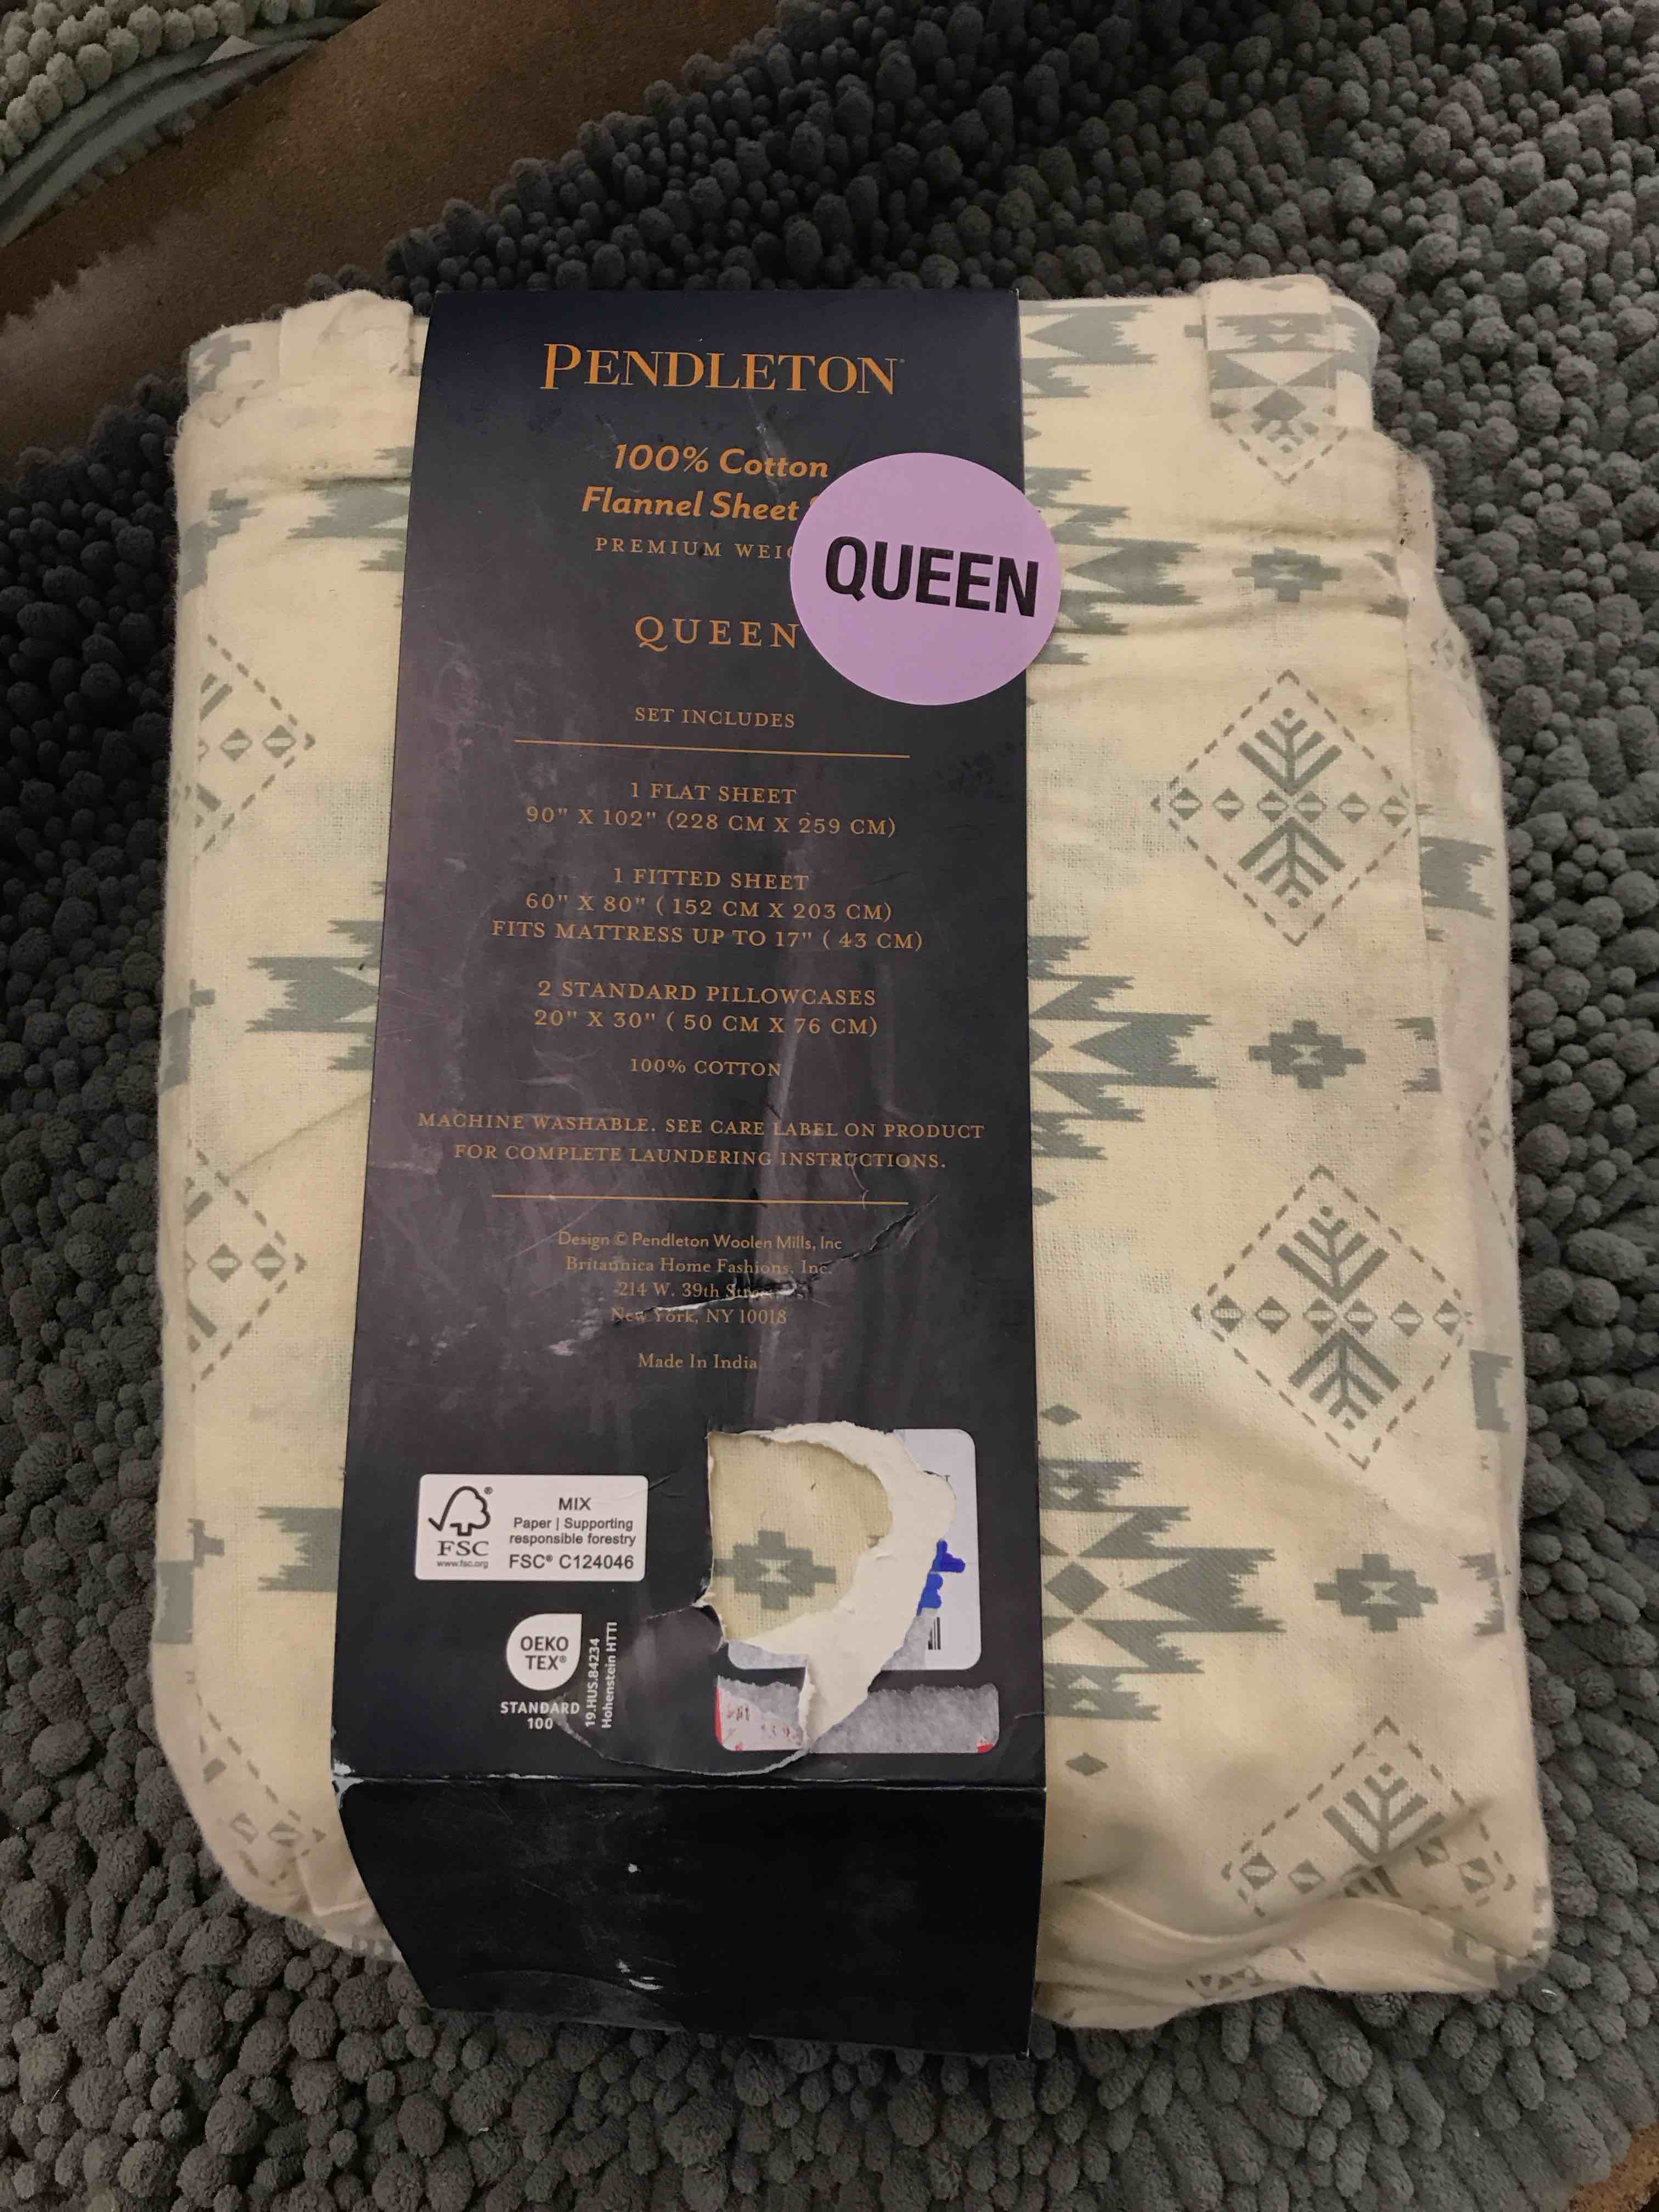 PENDLETON
100% Cotton
Flannel Sheet
PREMIUM
QUEEN
QUEEN
SET INCLUDES
1 FLAT SHEET
90" X 102" (228 CM X 259 CM)
1 FITTED SHEET
60" X 80" ( 152 CM X 203 CM)
FITS MATTRESS UP TO 17" ( 43 CM)
2 STANDARD PILLOWCASES
20" X 30" ( 50 CM X 76 CM)
100% COTTON
MACHINE WASHABLE. SEE CARE LABEL ON PRODUCT
FOR COMPLETE LAUNDERING INSTRUCTIONS.
Design © Pendleton Woolen Mills, Inc
Britannica Home Fashions, Inc.
214 W. 39th
New York, NY 10018
Made In India
FSC
www.fsc.org
MIX
Paper | Supporting
responsible forestry
FSC® C124046
OEKO
TEX®
STANDARD
100
19.HUS.84234
Hohenstein HTTI